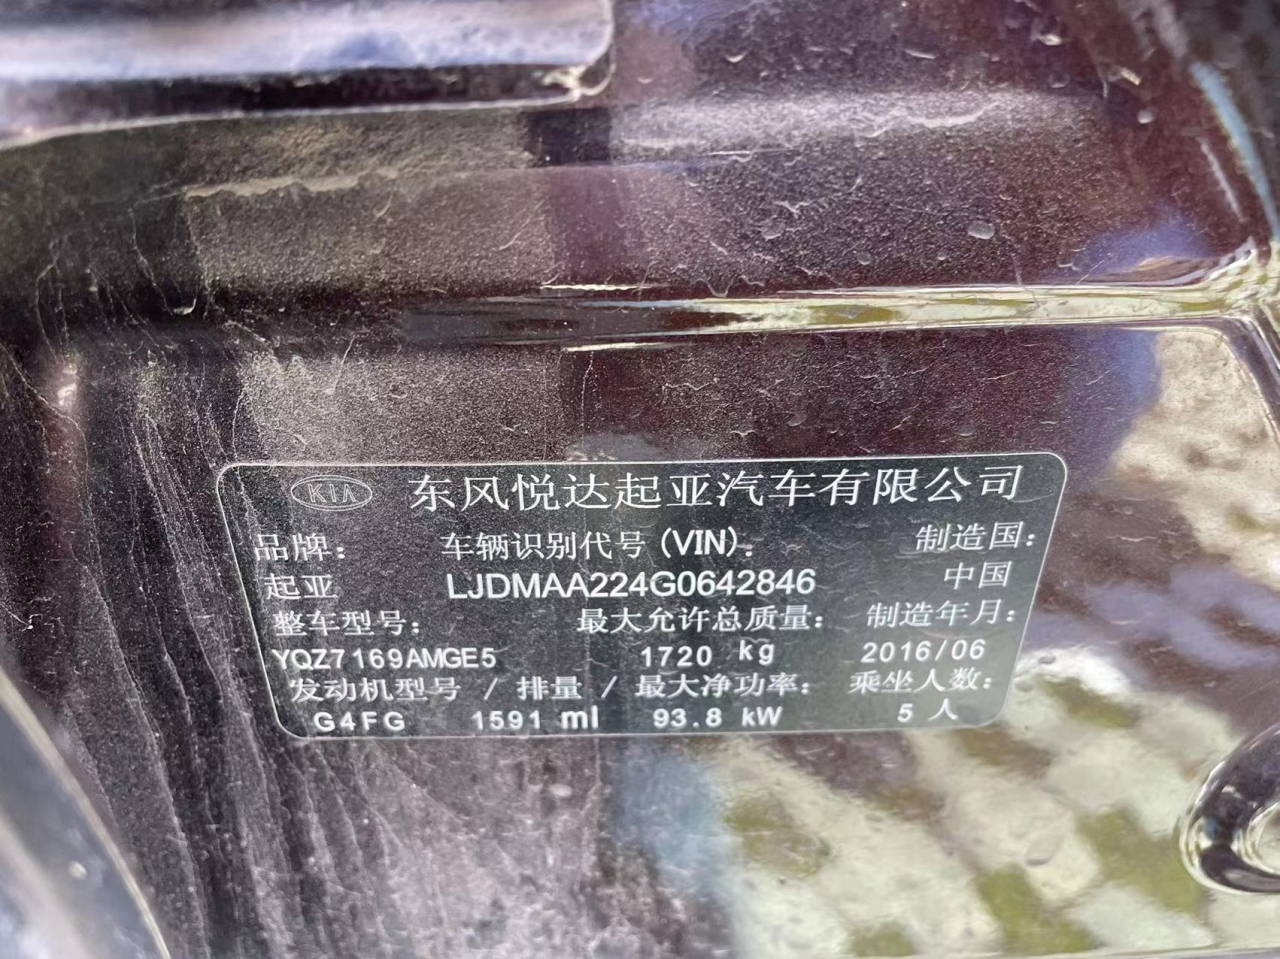 KIA 东风悦达起亚汽车有限公司
品牌： 车辆识别代号(VIN)： 制造国：
起亚 LJDMAA224G0642846 中国
整车型号： 最大允许总质量： 制造年月：
YQZ7169AMGE5 1720 kg 2016/06
发动机型号 / 排量 / 最大净功率： 乘坐人数：
G4FG 1591 ml 93.8 kW 5 人